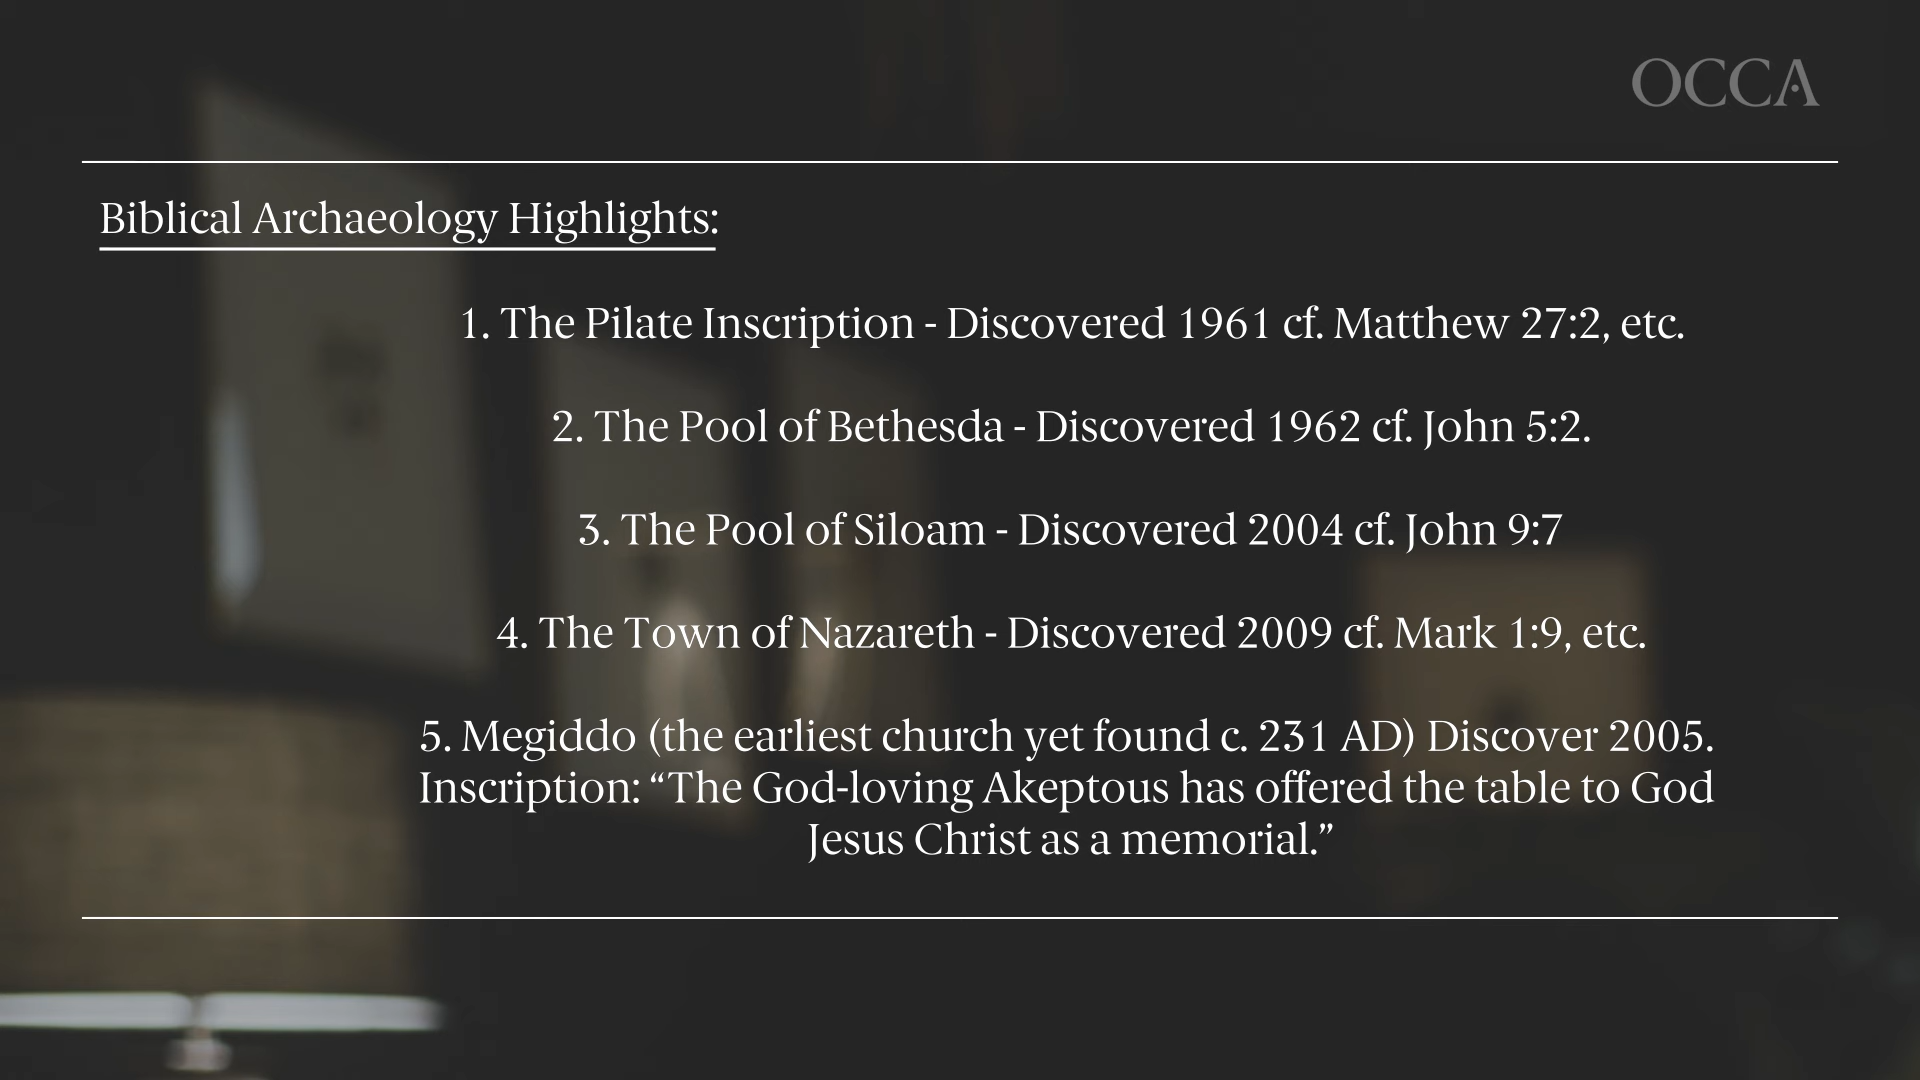 OCCA
Biblical Archaeology Highlights:
1. The Pilate Inscription - Discovered 1961 cf. Matthew 27:2, etc.
2. The Pool of Bethesda - Discovered 1962 cf. John 5:2.
3. The Pool of Siloam - Discovered 2004 cf. John 9:7
4. The Town of Nazareth - Discovered 2009 cf. Mark 1:9, etc.
5. Megiddo (the earliest church yet found c. 231 AD) Discover 2005.
Inscription: “The God-loving Akeptous has offered the table to God
Jesus Christ as a memorial.”